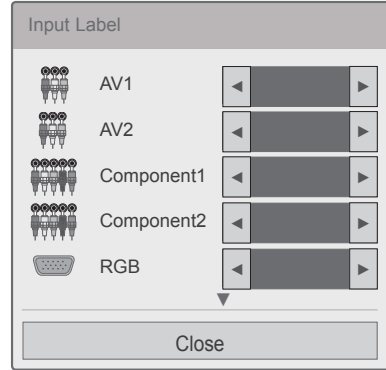 Input Label
AV1
AV2
Component1
Component2
RGB
Close